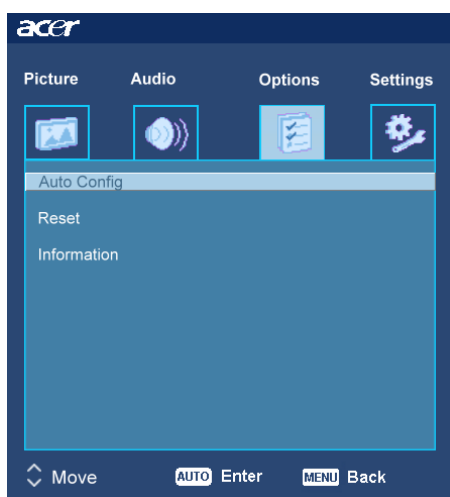 acer
Picture Audio Options Settings
Auto Config
Reset
Information
Move AUTO Enter MENU Back